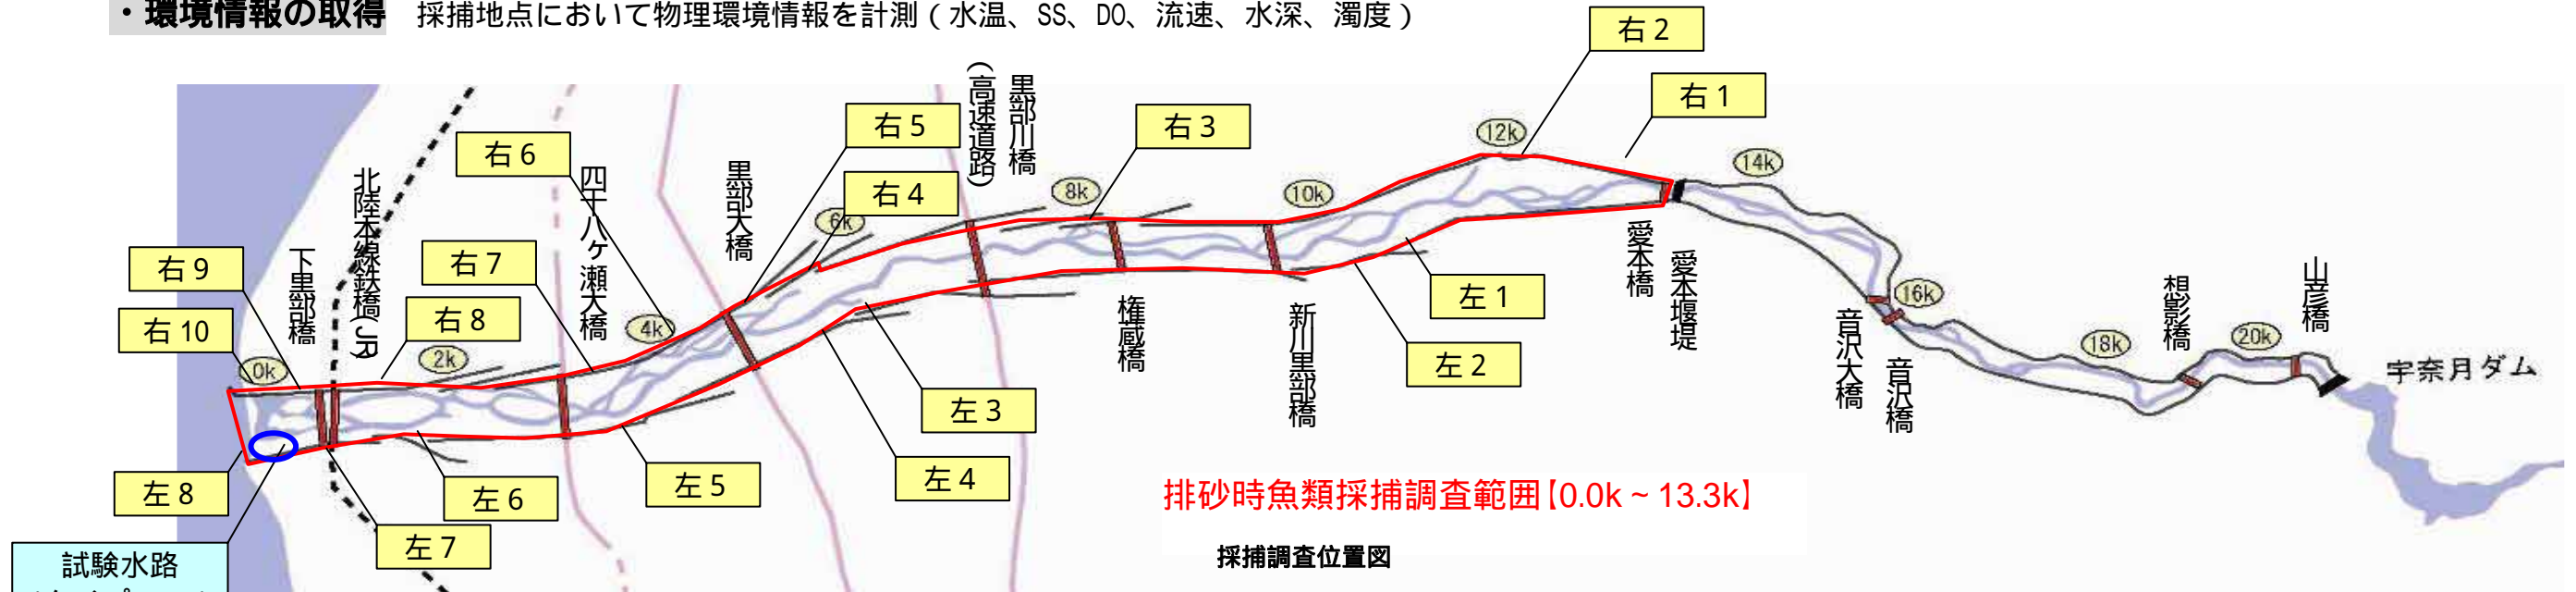 ・環境情報の取得 採捕地点において物理環境情報を計測（水温、SS、DO、流速、水深、濁度）
右2
右1
黒部川橋
(高速道路)
右5
右3
右6
12k
14k
黒部大橋
四十八ヶ瀬大橋
北陸本線鉄橋(JR)
右4
8k
10k
6k
愛本橋
愛本堰堤
下黒部橋
右9
右7
左1
16k
想影橋
山彦橋
右10
右8
4k
権蔵橋
新川黒部橋
音沢大橋
音沢橋
18k
20k
0k
2k
左2
宇奈月ダム
左3
左8
左6
左5
左4
排砂時魚類採捕調査範囲【0.0k~13.3k】
左7
採捕調査位置図
試験水路